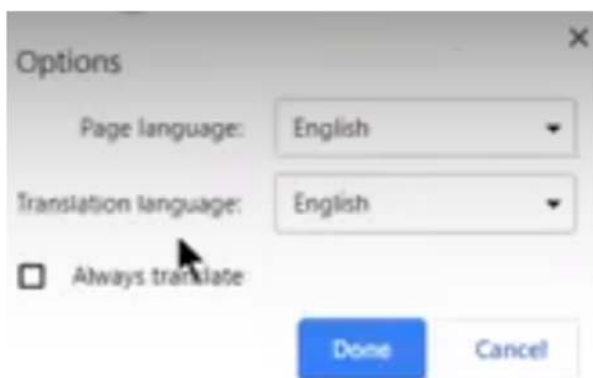 Options
Page language: English
Translation language: English
Always translate
Done Cancel